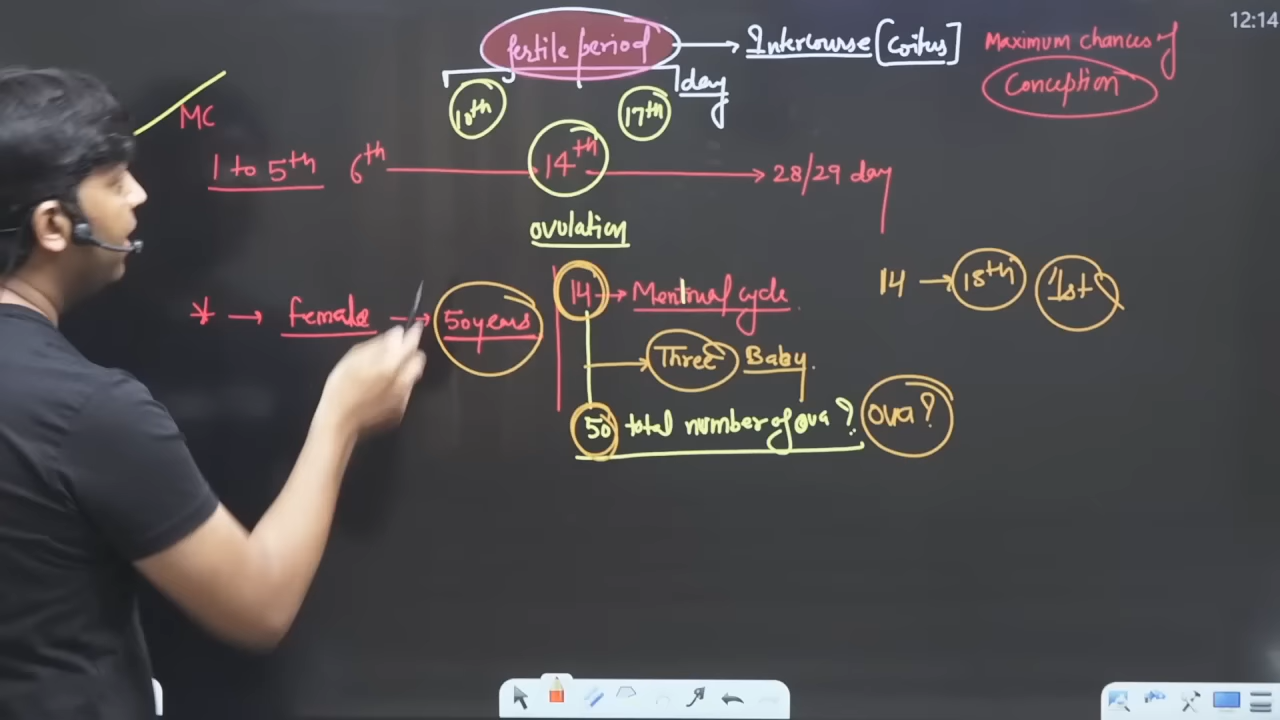 12:14
fertile period → Intercourse [Coitus] Maximum chances of
Conception
day
10th 17th
MC
1 to 5th 6th → 14th → 28/29 day
ovulation
* → female → 50 years
14 → Menstrual cycle
14 → 18th 1st
Three Baby
50 total number of ova ? ova?